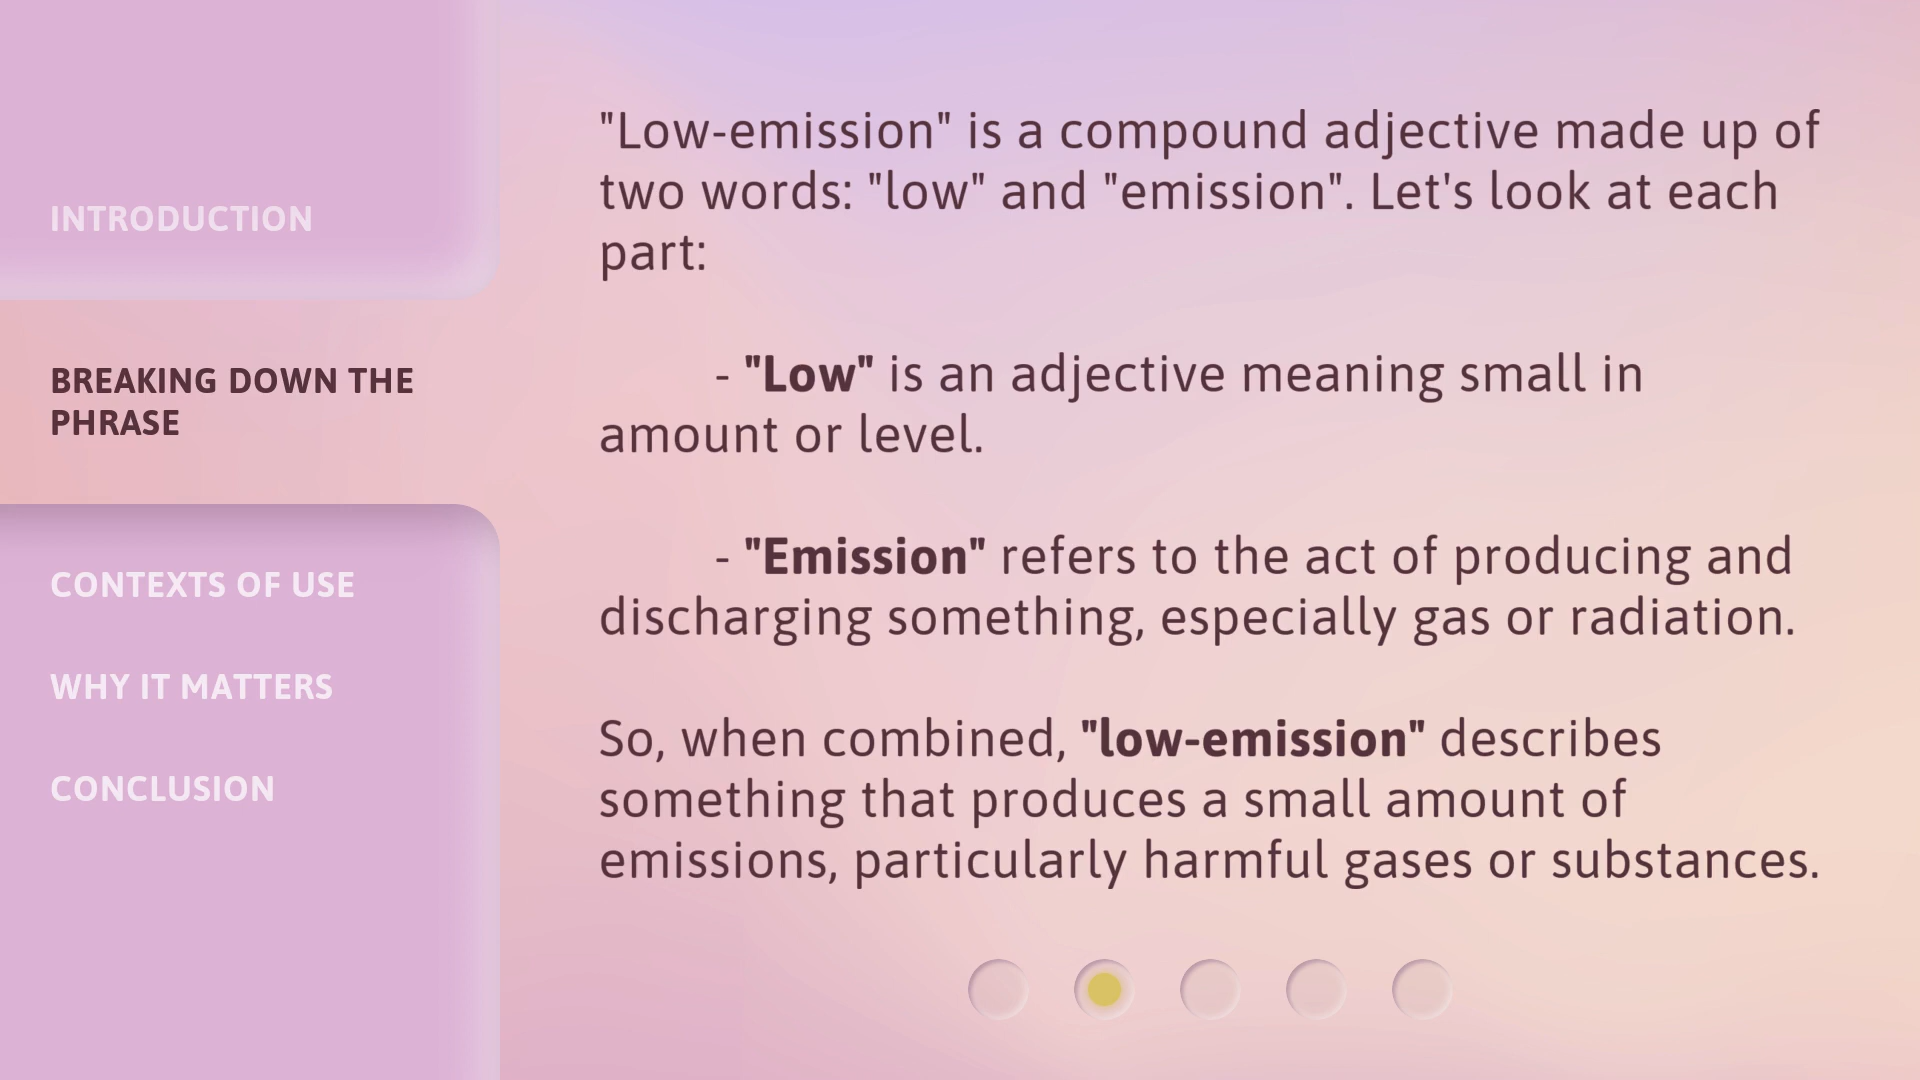 INTRODUCTION
BREAKING DOWN THE
PHRASE
CONTEXTS OF USE
WHY IT MATTERS
CONCLUSION
"Low-emission" is a compound adjective made up of
two words: "low" and "emission". Let's look at each
part:
- "Low" is an adjective meaning small in
amount or level.
- "Emission" refers to the act of producing and
discharging something, especially gas or radiation.
So, when combined, "low-emission" describes
something that produces a small amount of
emissions, particularly harmful gases or substances.